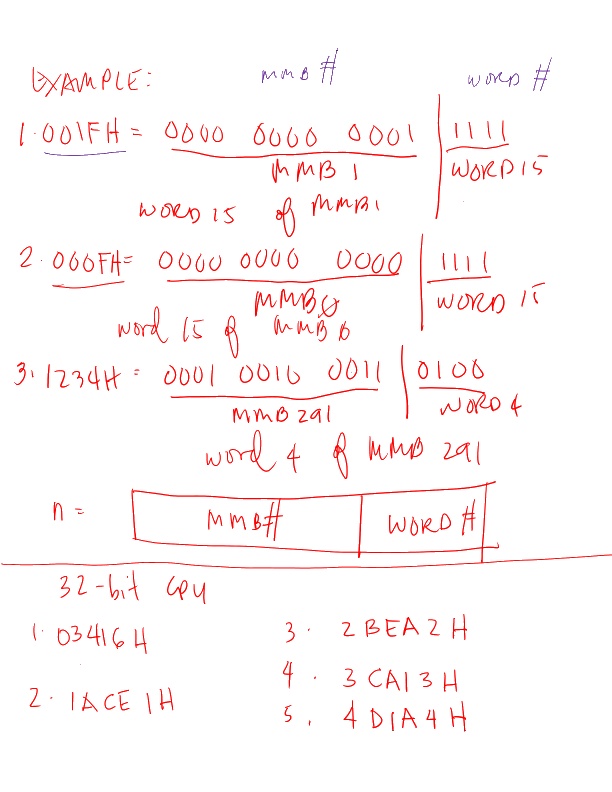 EXAMPLE: MMB # WORD #
1. 001FH = 0000 0000 0001 1111
MMB 1 WORD 15
WORD 15 of MMB1
2. 000FH = 0000 0000 0000 1111
MMB 0 WORD 15
word 15 of MMB 0
3. 1234H = 0001 0010 0011 0100
MMB 291 WORD 4
word 4 of MMB 291
n = MMB# WORD #
32-bit CPU
1. 03416H
2. 1ACE1H
3. 2BEA2H
4. 3CA13H
5. 4D1A4H